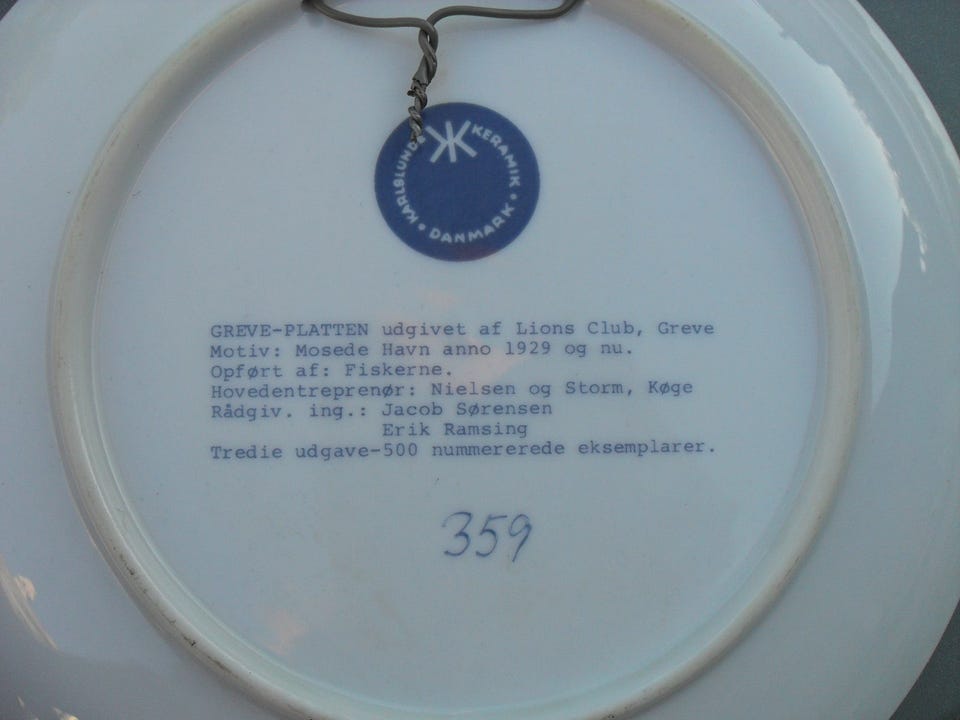 KARLSLUNDE KERAMIK • DANMARK •
GREVE-PLATTEN udgivet af Lions Club, Greve
Motiv: Mosede Havn anno 1929 og nu.
Opført af: Fiskerne.
Hovedentreprenør: Nielsen og Storm, Køge
Rådgiv. ing.: Jacob Sørensen
Erik Ramsing
Tredie udgave-500 nummererede eksemplarer.
359